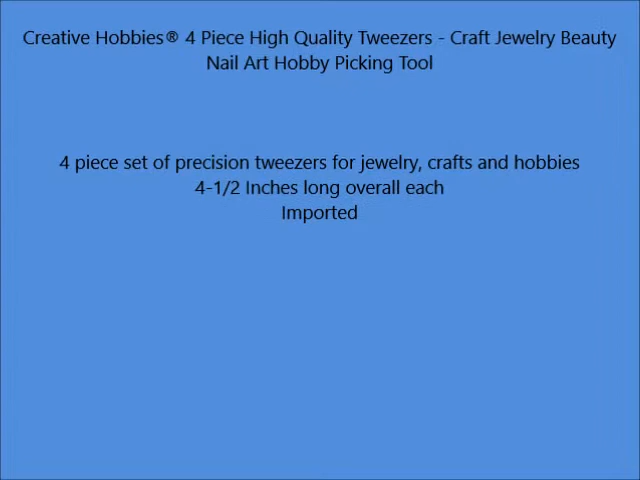 Creative Hobbies® 4 Piece High Quality Tweezers - Craft Jewelry Beauty
Nail Art Hobby Picking Tool
4 piece set of precision tweezers for jewelry, crafts and hobbies
4-1/2 Inches long overall each
Imported